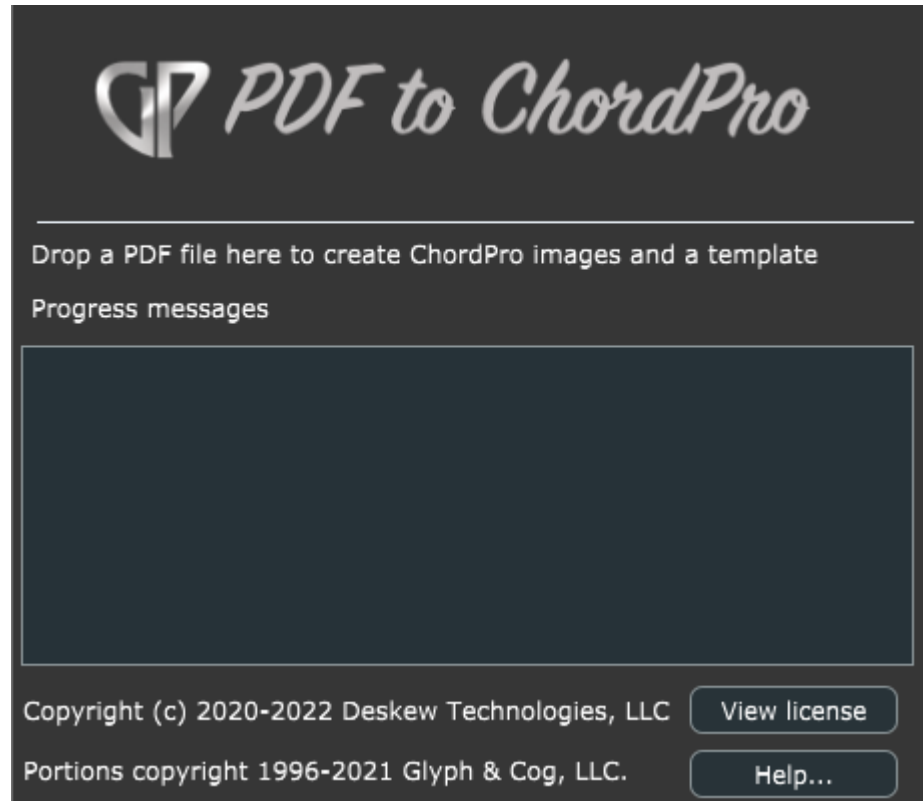 GP PDF to ChordPro
Drop a PDF file here to create ChordPro images and a template
Progress messages
Copyright (c) 2020-2022 Deskew Technologies, LLC
View license
Portions copyright 1996-2021 Glyph & Cog, LLC.
Help...